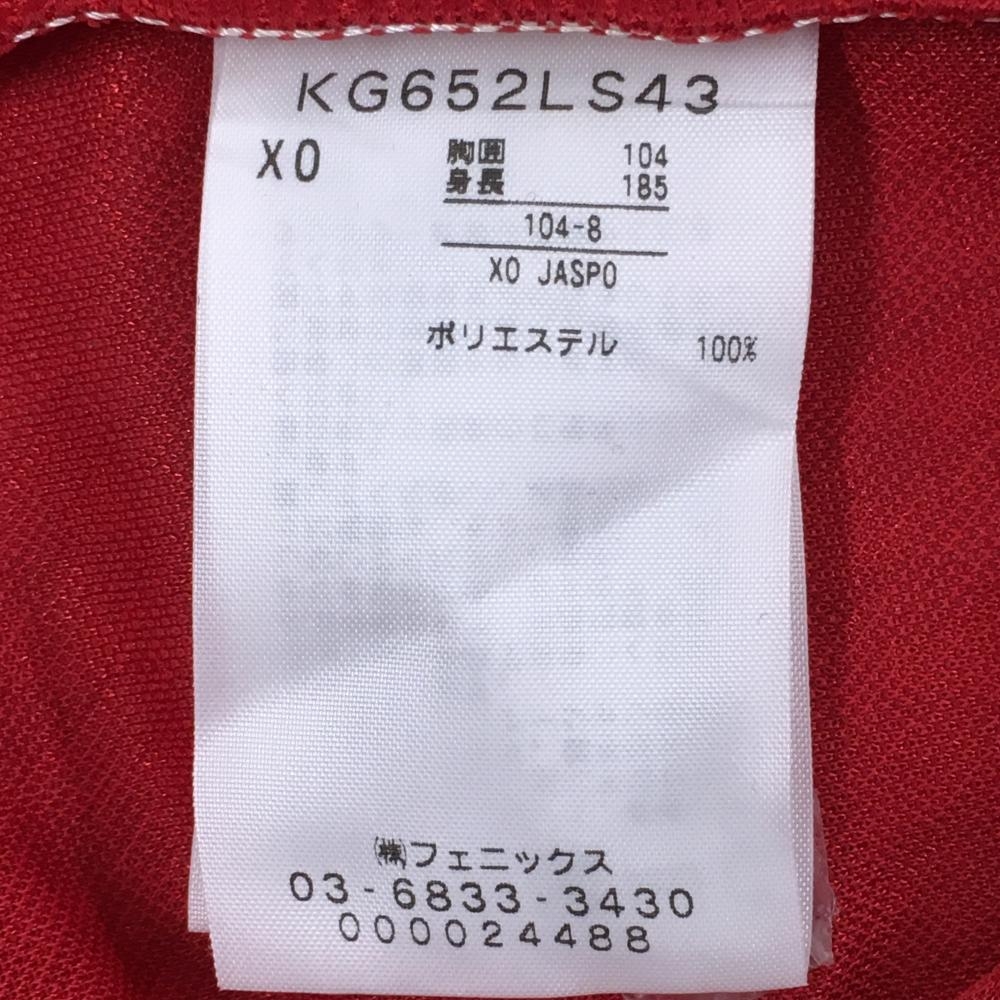 KG652LS43
XO
胸囲 104
身長 185
104-8
XO JASPO
ポリエステル 100%
㈱フェニックス
03-6833-3430
000024488